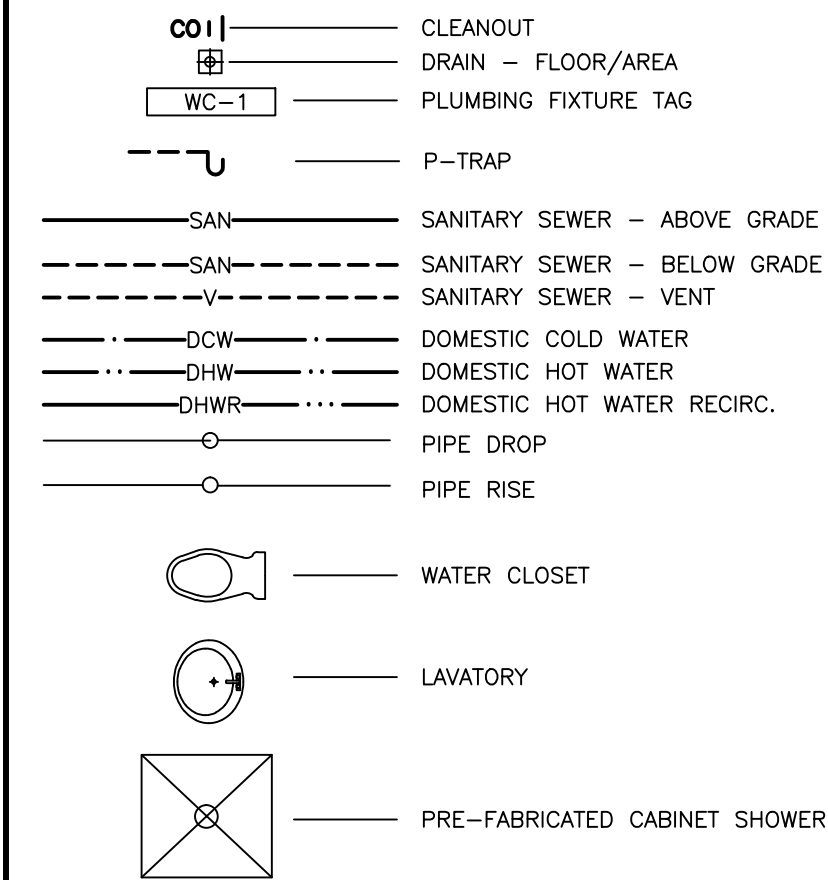 COI| CLEANOUT
DRAIN – FLOOR/AREA
WC–1 PLUMBING FIXTURE TAG
P–TRAP
SAN SANITARY SEWER – ABOVE GRADE
SAN SANITARY SEWER – BELOW GRADE
V SANITARY SEWER – VENT
DCW DOMESTIC COLD WATER
DHW DOMESTIC HOT WATER
DHWR DOMESTIC HOT WATER RECIRC.
PIPE DROP
PIPE RISE
WATER CLOSET
LAVATORY
PRE–FABRICATED CABINET SHOWER